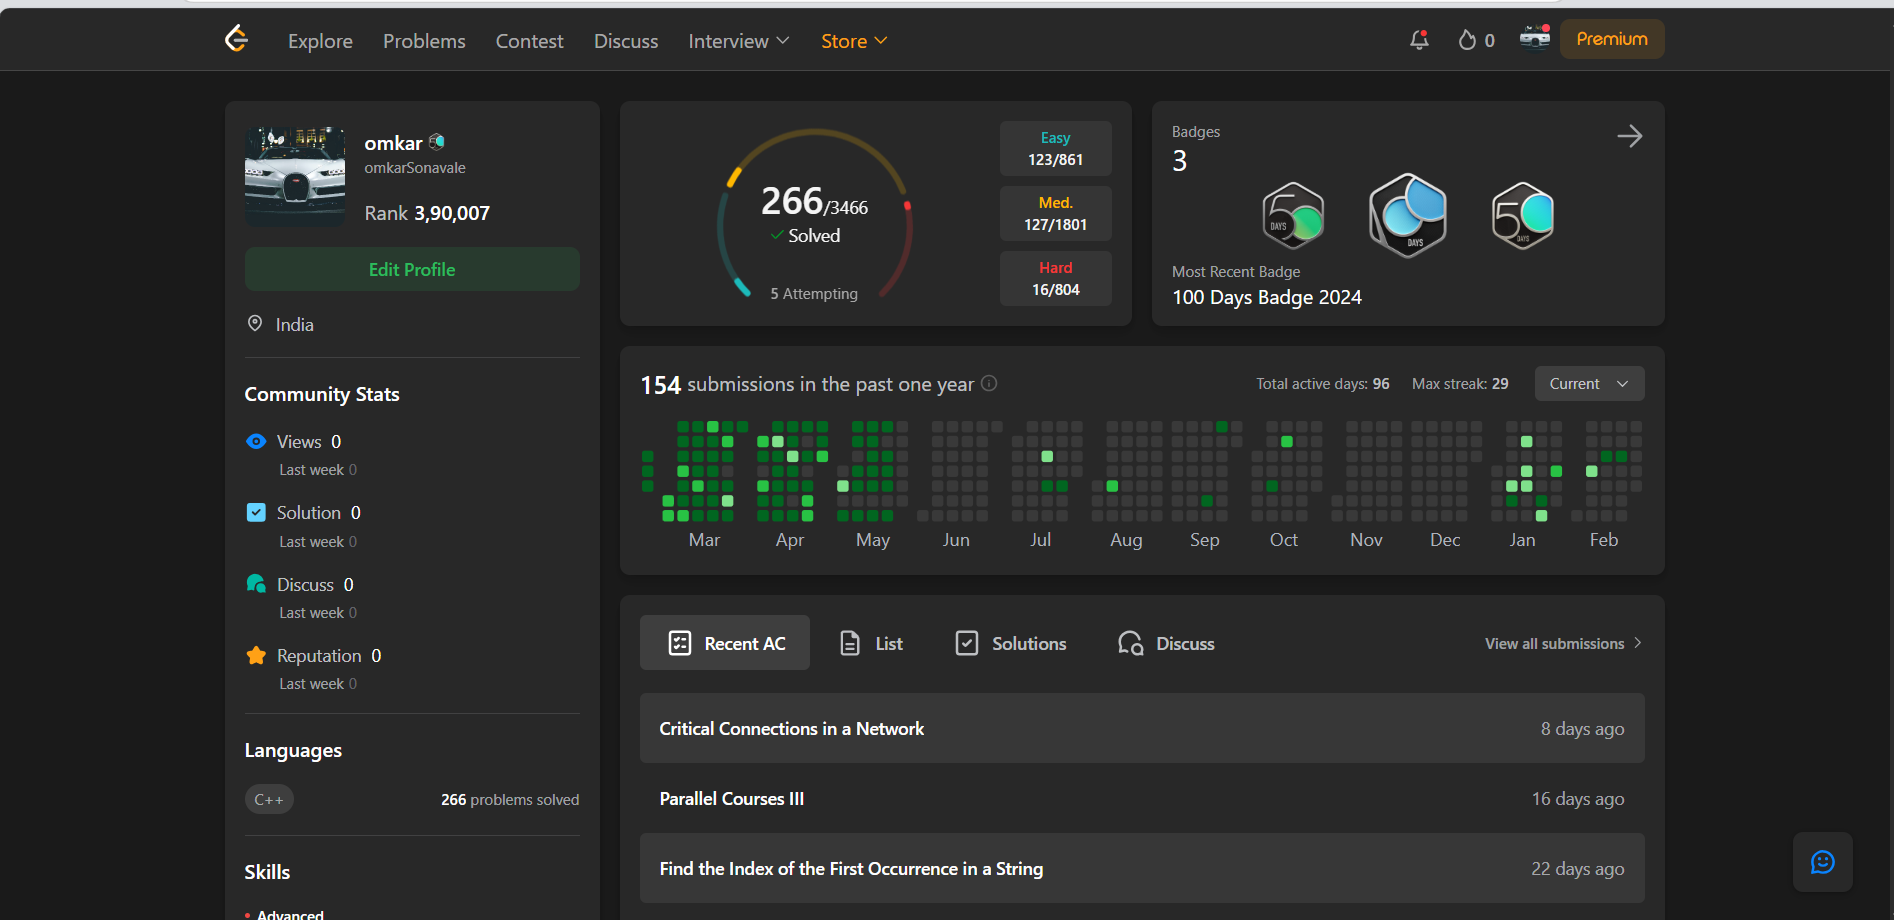 Explore Problems Contest Discuss Interview Store
0
Premium
omkar
omkarSonavale
Rank 3,90,007
Edit Profile
India
Community Stats
Views 0
Last week 0
Solution 0
Last week 0
Discuss 0
Last week 0
Reputation 0
Last week 0
Languages
C++ 266 problems solved
Skills
Advanced
266/3466
Solved
5 Attempting
Easy
123/861
Med.
127/1801
Hard
16/804
Badges
3
50 DAYS
DAYS
50 DAYS
Most Recent Badge
100 Days Badge 2024
154 submissions in the past one year
Total active days: 96 Max streak: 29 Current
Mar Apr May Jun Jul Aug Sep Oct Nov Dec Jan Feb
Recent AC List Solutions Discuss View all submissions
Critical Connections in a Network 8 days ago
Parallel Courses III 16 days ago
Find the Index of the First Occurrence in a String 22 days ago